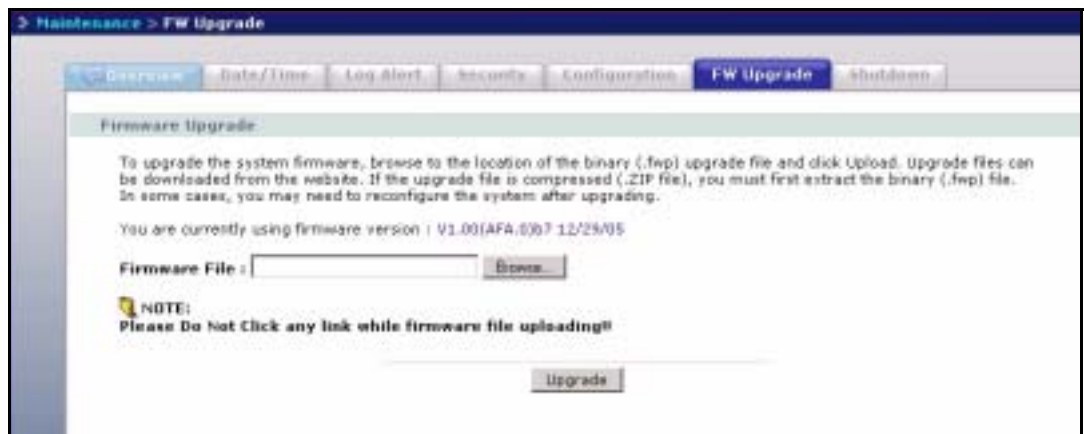 > Maintenance > FW Upgrade
Overview Date/Time Log Alert Security Configuration FW Upgrade Shutdown
Firmware Upgrade
To upgrade the system firmware, browse to the location of the binary (.fwp) upgrade file and click Upload. Upgrade files can
be downloaded from the website. If the upgrade file is compressed (.ZIP file), you must first extract the binary (.fwp) file.
In some cases, you may need to reconfigure the system after upgrading.
You are currently using firmware version : V1.00(AFA.0)b7 12/29/05
Firmware File : Browse...
NOTE:
Please Do Not Click any link while firmware file uploading!!
Upgrade